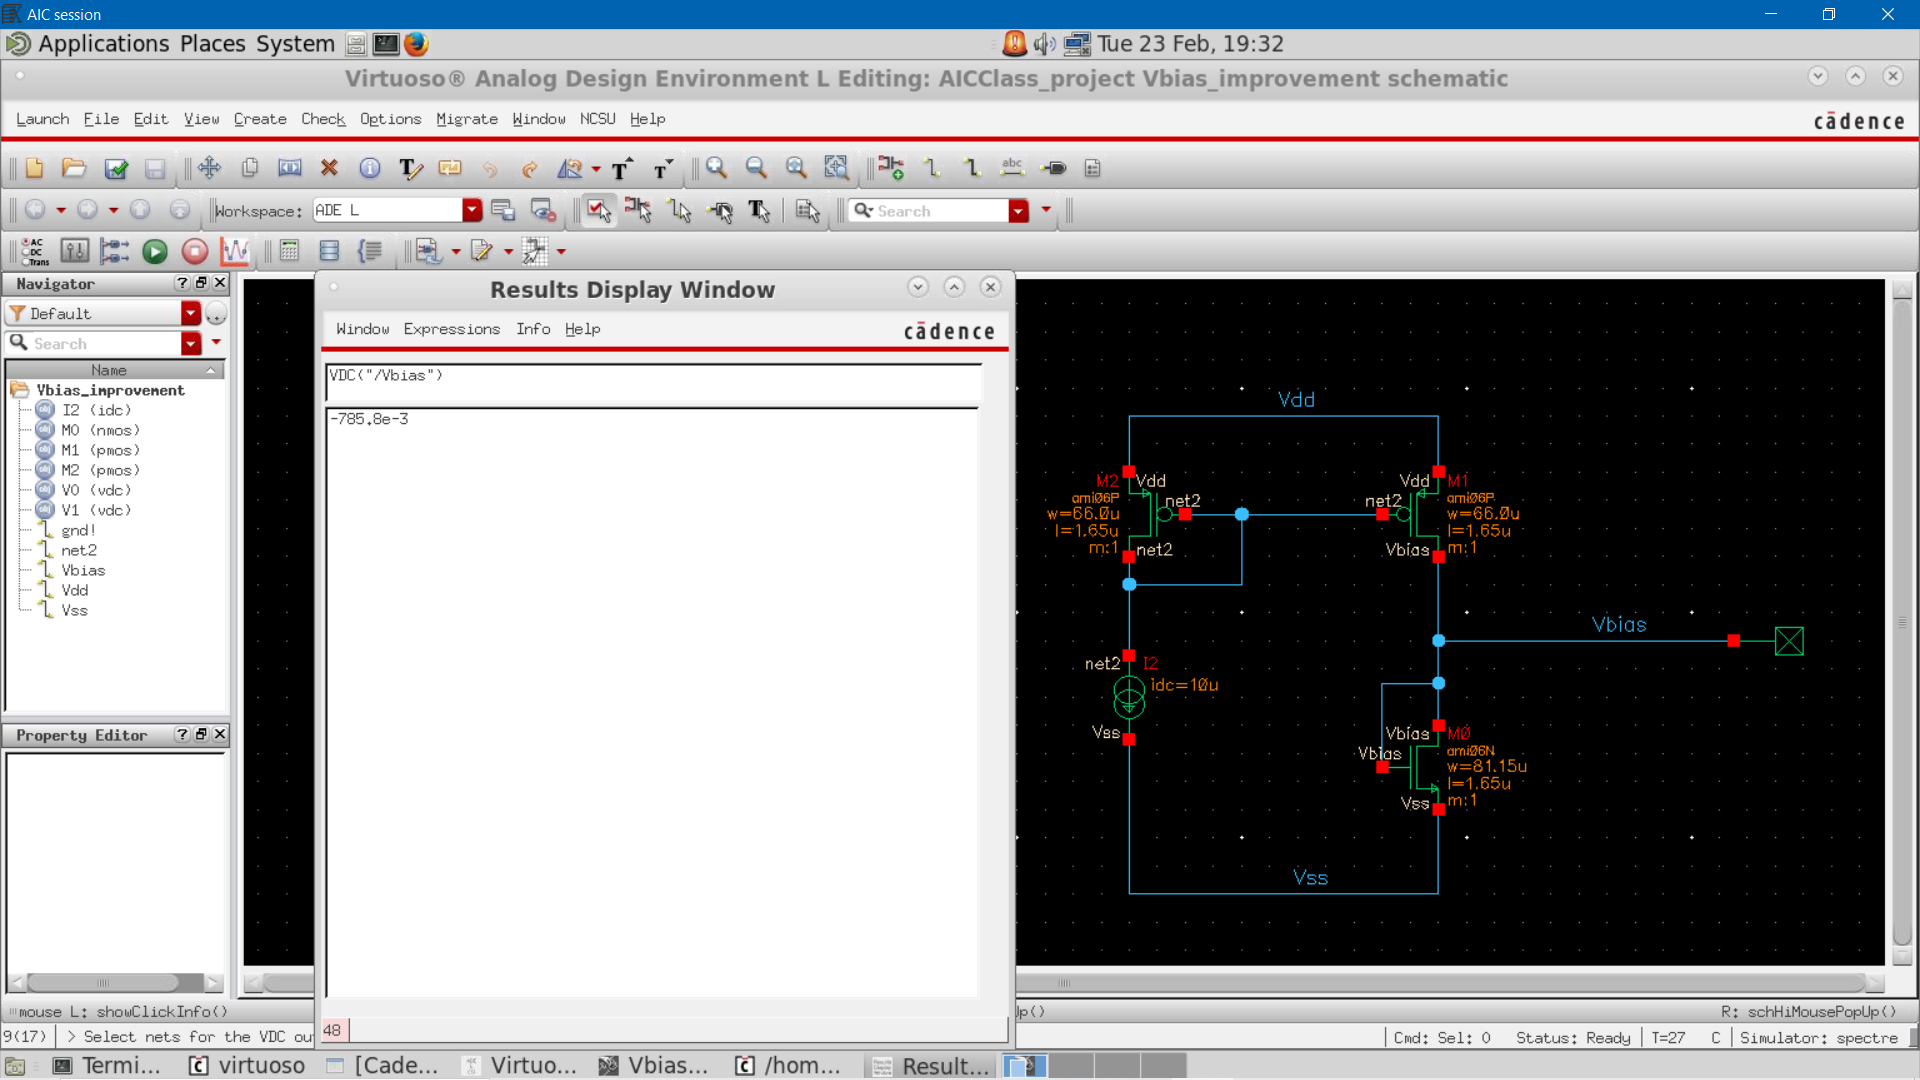 AIC session
Applications Places System
Tue 23 Feb, 19:32
Virtuoso® Analog Design Environment L Editing: AICClass_project Vbias_improvement schematic
Launch File Edit View Create Check Options Migrate Window NCSU Help
cādence
abc
Workspace: ADE L
Search
AC
DC
Trans
Navigator
Default
Search
Name
Vbias_improvement
I2 (idc)
M0 (nmos)
M1 (pmos)
M2 (pmos)
V0 (vdc)
V1 (vdc)
gnd!
net2
Vbias
Vdd
Vss
Property Editor
Results Display Window
Window Expressions Info Help
cādence
VDC("/Vbias")
-785.8e-3
48
Vdd
M2
Vdd
ami06P
net2
w=66.0u
l=1.65u
m:1
net2
Vdd
M1
net2
ami06P
w=66.0u
l=1.65u
Vbias
m:1
Vbias
net2
I2
idc=10u
Vss
Vbias
M0
Vbias
ami06N
w=81.15u
l=1.65u
Vss
m:1
Vss
mouse L: showClickInfo()
Up()
R: schHiMousePopUp()
9(17)
> Select nets for the VDC ou
Cmd: Sel: 0
Status: Ready
T=27 C
Simulator: spectre
Termi...
virtuoso
[Cade...
Virtuo...
Vbias...
/hom...
Result...